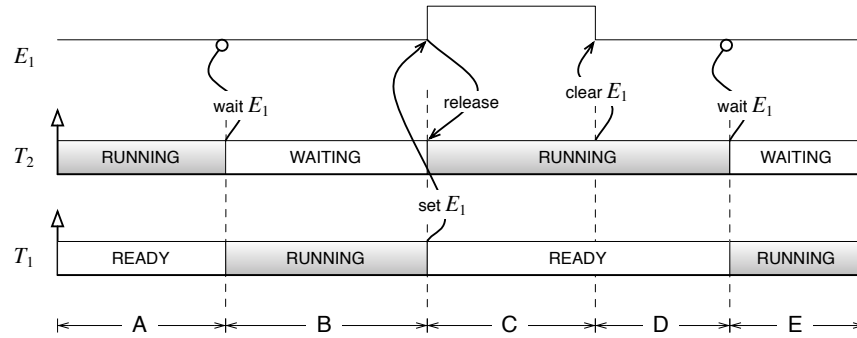 E₁
wait E₁
release
clear E₁
wait E₁
T₂ RUNNING WAITING RUNNING WAITING
set E₁
T₁ READY RUNNING READY RUNNING
A B C D E